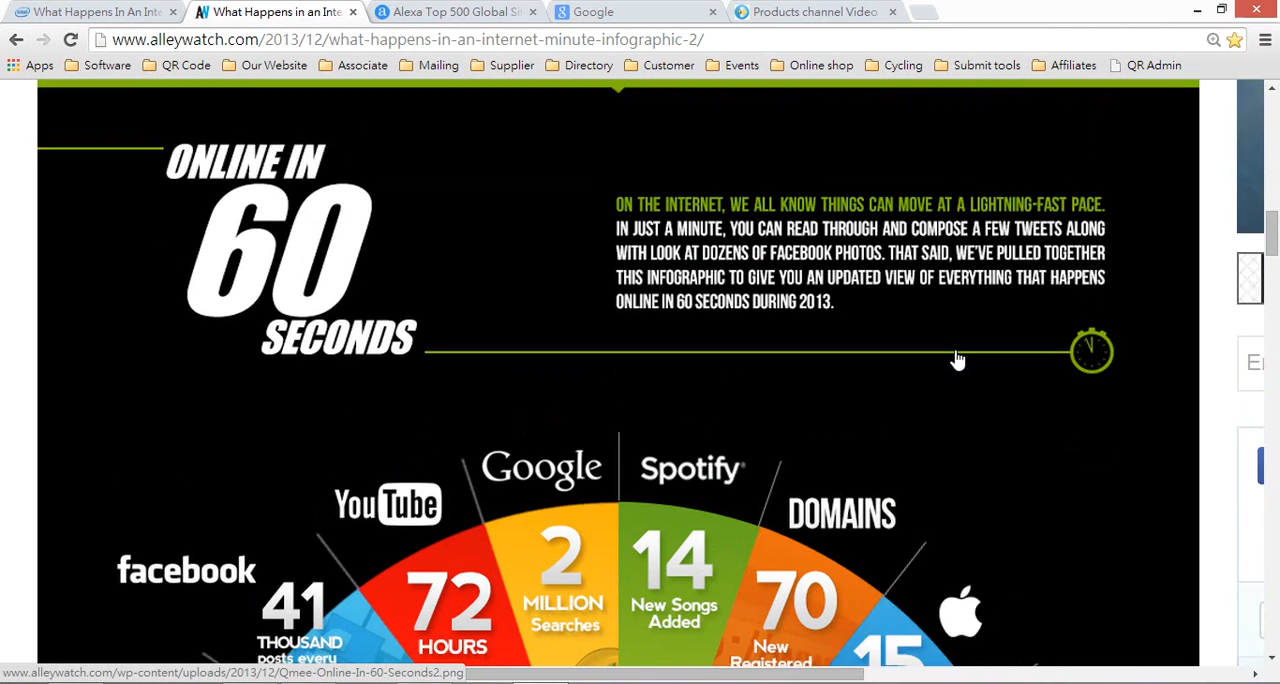 What Happens In An Inte
What Happens in an Inte
Alexa Top 500 Global Sit
Google
Products channel Video
www.alleywatch.com/2013/12/what-happens-in-an-internet-minute-infographic-2/
Apps
Software
QR Code
Our Website
Associate
Mailing
Supplier
Directory
Customer
Events
Online shop
Cycling
Submit tools
Affiliates
QR Admin
ONLINE IN
60
SECONDS
ON THE INTERNET, WE ALL KNOW THINGS CAN MOVE AT A LIGHTNING-FAST PACE.
IN JUST A MINUTE, YOU CAN READ THROUGH AND COMPOSE A FEW TWEETS ALONG
WITH LOOK AT DOZENS OF FACEBOOK PHOTOS. THAT SAID, WE'VE PULLED TOGETHER
THIS INFOGRAPHIC TO GIVE YOU AN UPDATED VIEW OF EVERYTHING THAT HAPPENS
ONLINE IN 60 SECONDS DURING 2013.
facebook
41
THOUSAND
posts every
YouTube
72
HOURS
Google
2
MILLION
Searches
Spotify
14
New Songs
Added
DOMAINS
70
New
Registered
15
www.alleywatch.com/wp-content/uploads/2013/12/Qmee-Online-In-60-Seconds2.png